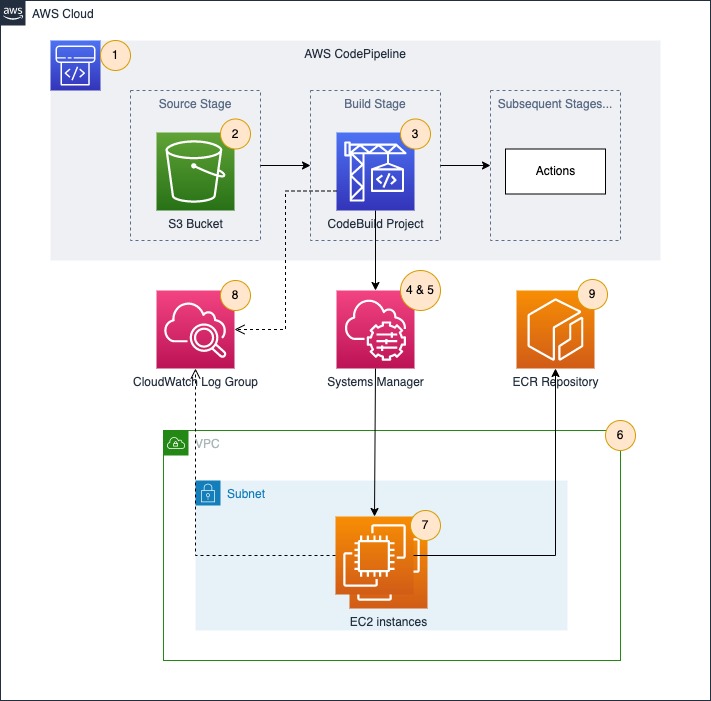 aws
AWS Cloud
1
AWS CodePipeline
Source Stage
Build Stage
Subsequent Stages...
2
3
</>
</>
Actions
S3 Bucket
CodeBuild Project
8
4 & 5
9
CloudWatch Log Group
Systems Manager
ECR Repository
6
VPC
Subnet
7
EC2 instances